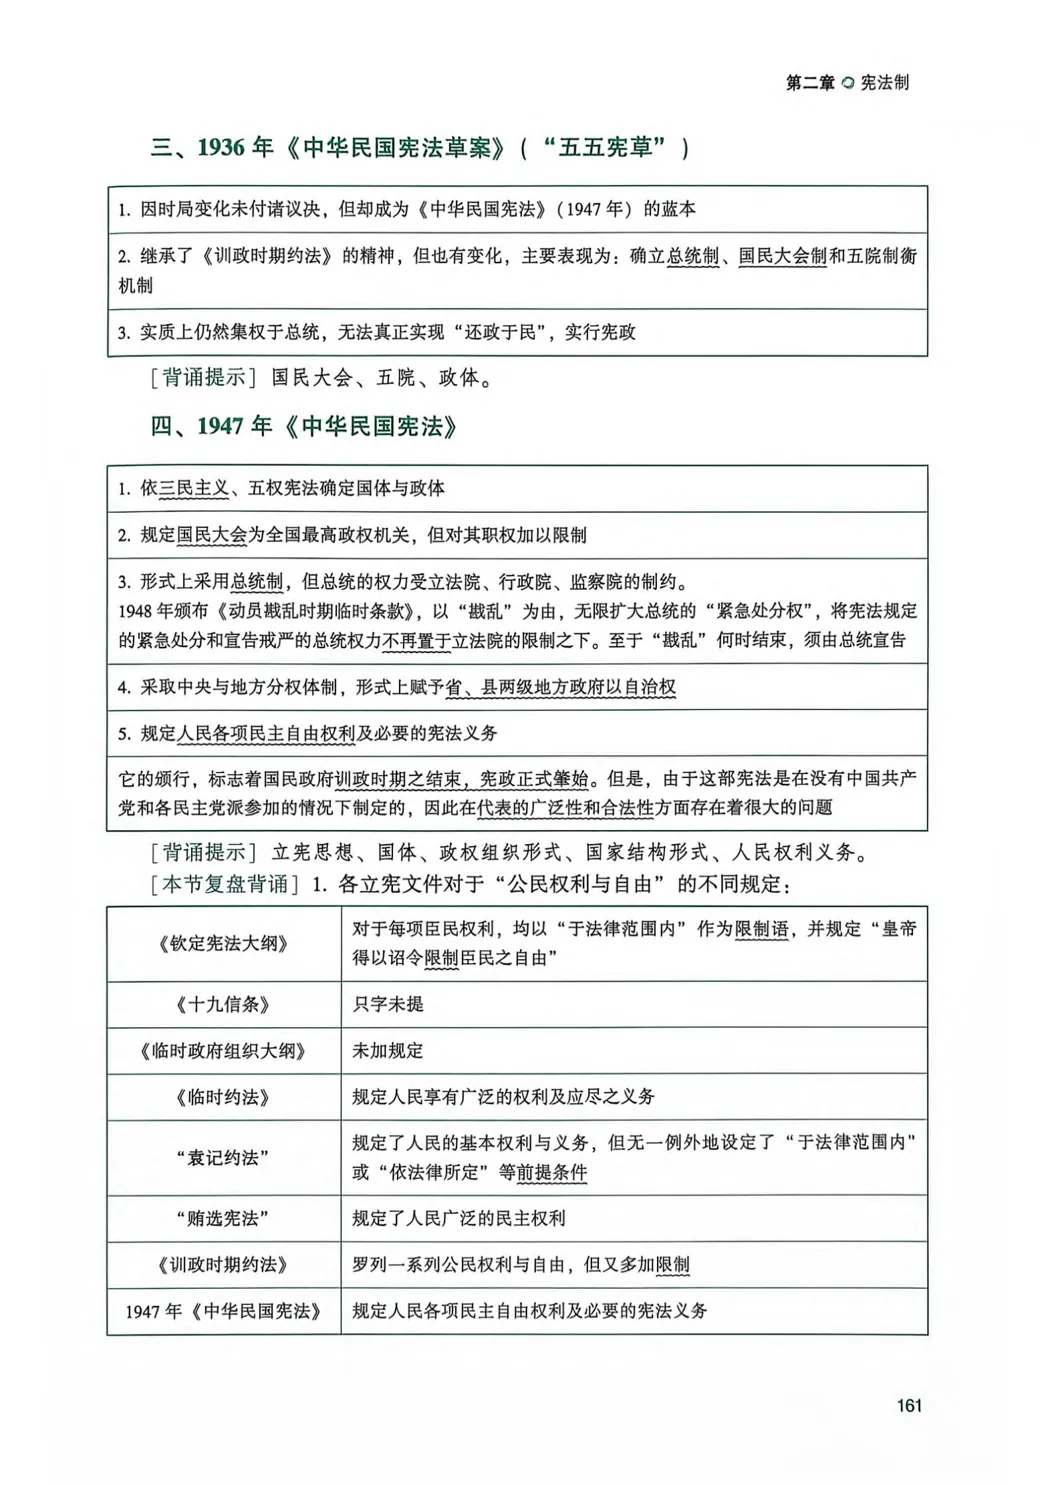 第二章 宪法制
三、1936 年《中华民国宪法草案》（“五五宪草”）
1. 因时局变化未付诸议决，但却成为《中华民国宪法》（1947 年）的蓝本
2. 继承了《训政时期约法》的精神，但也有变化，主要表现为：确立总统制、国民大会制和五院制衡
机制
3. 实质上仍然集权于总统，无法真正实现“还政于民”，实行宪政
［背诵提示］国民大会、五院、政体。
四、1947 年《中华民国宪法》
1. 依三民主义、五权宪法确定国体与政体
2. 规定国民大会为全国最高政权机关，但对其职权加以限制
3. 形式上采用总统制，但总统的权力受立法院、行政院、监察院的制约。
1948 年颁布《动员戡乱时期临时条款》，以“戡乱”为由，无限扩大总统的“紧急处分权”，将宪法规定
的紧急处分和宣告戒严的总统权力不再置于立法院的限制之下。至于“戡乱”何时结束，须由总统宣告
4. 采取中央与地方分权体制，形式上赋予省、县两级地方政府以自治权
5. 规定人民各项民主自由权利及必要的宪法义务
它的颁行，标志着国民政府训政时期之结束，宪政正式肇始。但是，由于这部宪法是在没有中国共产
党和各民主党派参加的情况下制定的，因此在代表的广泛性和合法性方面存在着很大的问题
［背诵提示］立宪思想、国体、政权组织形式、国家结构形式、人民权利义务。
［本节复盘背诵］1. 各立宪文件对于“公民权利与自由”的不同规定：
《钦定宪法大纲》
对于每项臣民权利，均以“于法律范围内”作为限制语，并规定“皇帝
得以诏令限制臣民之自由”
《十九信条》
只字未提
《临时政府组织大纲》
未加规定
《临时约法》
规定人民享有广泛的权利及应尽之义务
“袁记约法”
规定了人民的基本权利与义务，但无一例外地设定了“于法律范围内"
或“依法律所定”等前提条件
“贿选宪法”
规定了人民广泛的民主权利
《训政时期约法》
罗列一系列公民权利与自由，但又多加限制
1947 年《中华民国宪法》
规定人民各项民主自由权利及必要的宪法义务
161